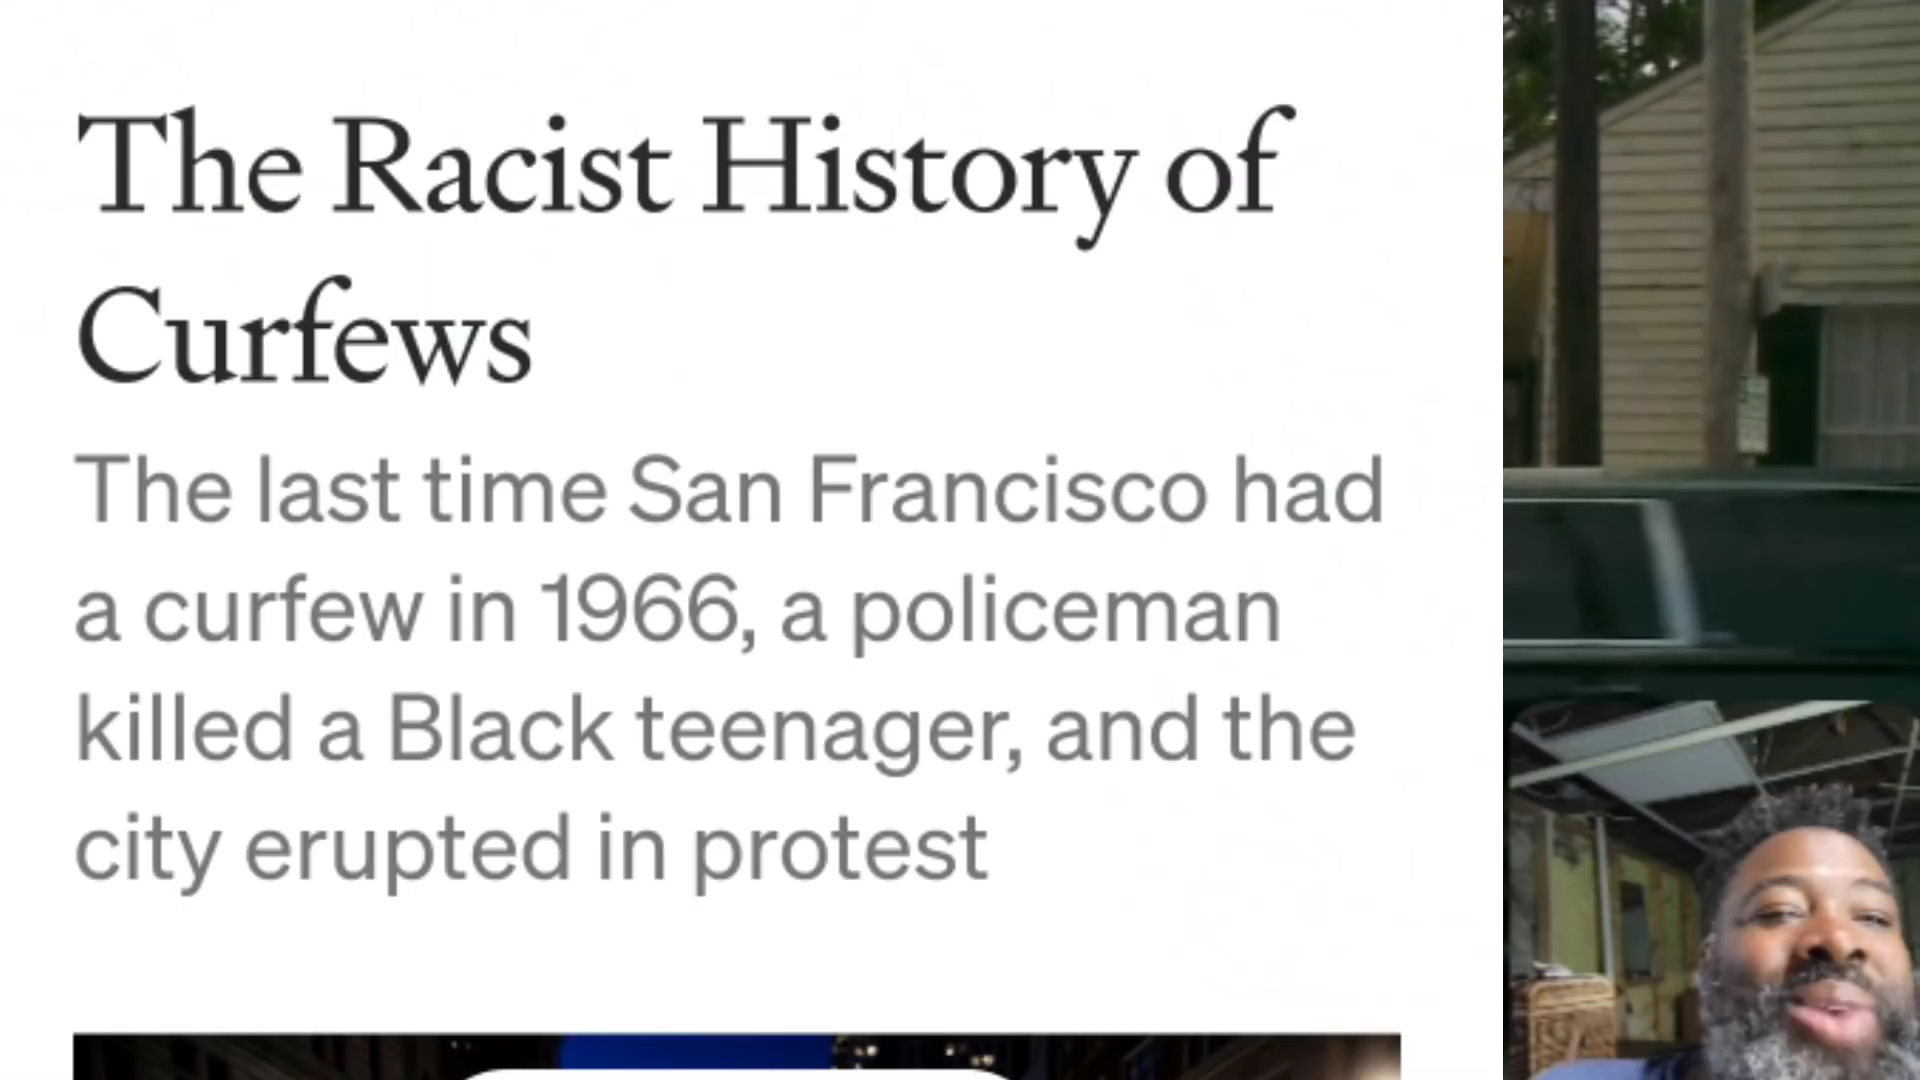 The Racist History of
Curfews
The last time San Francisco had
a curfew in 1966, a policeman
killed a Black teenager, and the
city erupted in protest